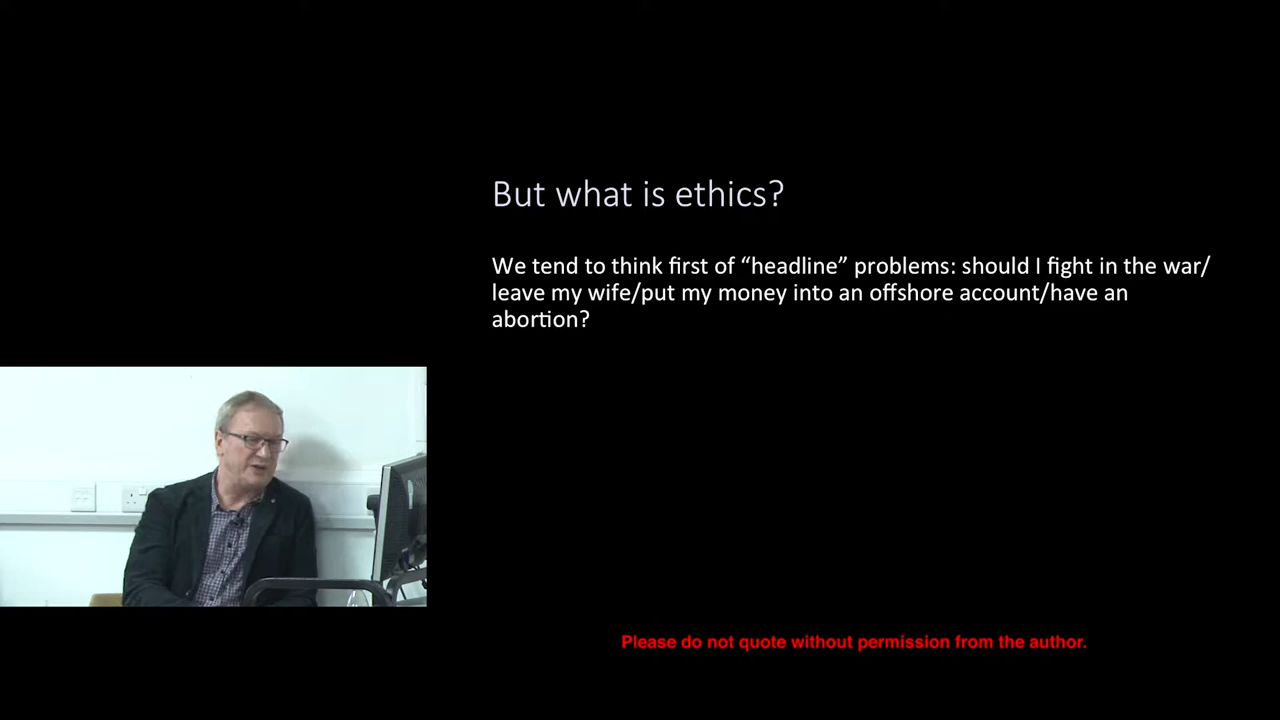 But what is ethics?
We tend to think first of “headline” problems: should I fight in the war/
leave my wife/put my money into an offshore account/have an
abortion?
Please do not quote without permission from the author.